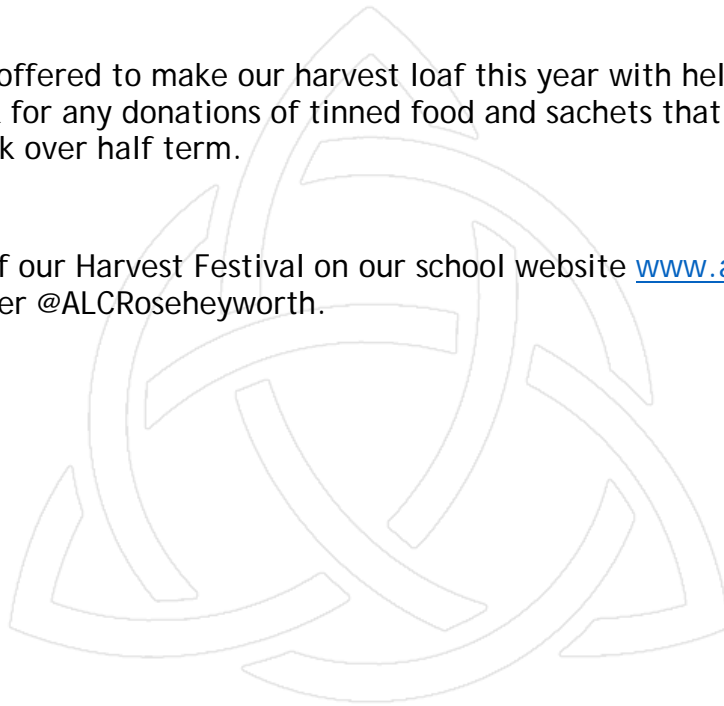 offered to make our harvest loaf this year with hel
for any donations of tinned food and sachets that
k over half term.
f our Harvest Festival on our school website www.a
er @ALCRoseheyworth.